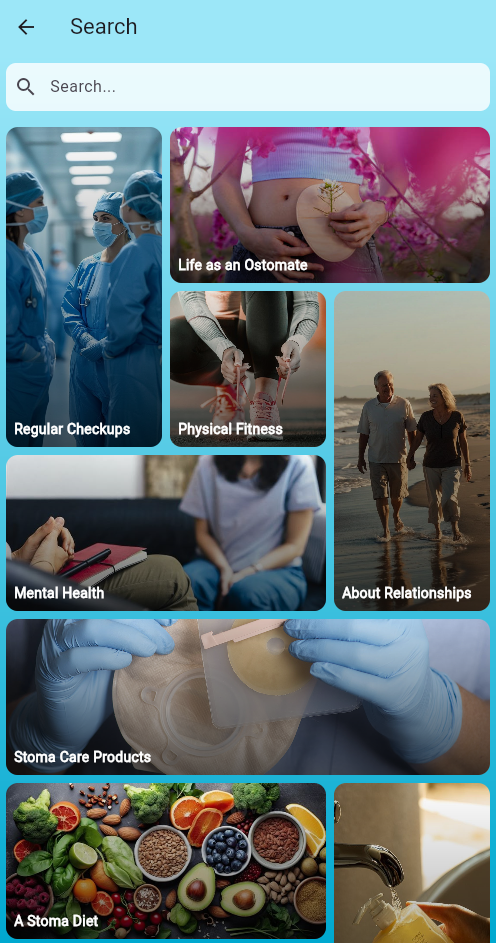 Search
Search...
Life as an Ostomate
Regular Checkups
Physical Fitness
Mental Health
About Relationships
Stoma Care Products
A Stoma Diet